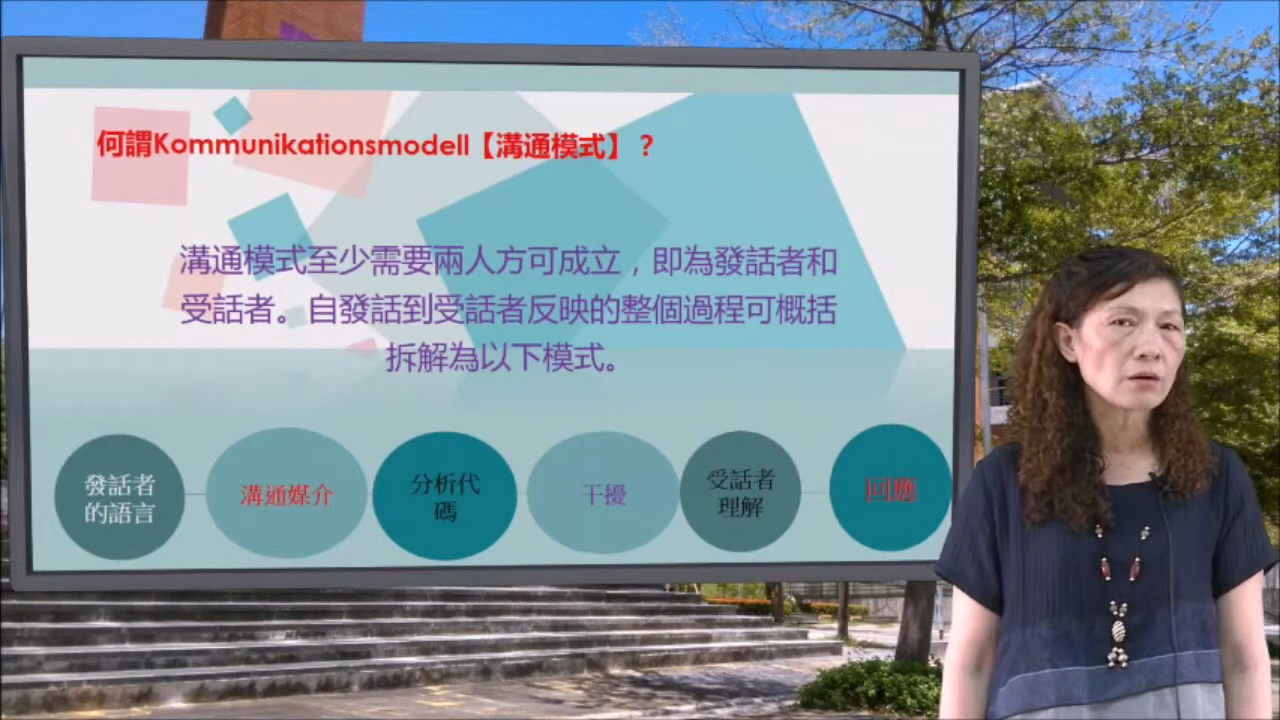 何謂Kommunikationsmodell【溝通模式】？
溝通模式至少需要兩人方可成立，即為發話者和
受話者。自發話到受話者反映的整個過程可概括
拆解為以下模式。
發話者
的語言
溝通媒介
分析代
碼
干擾
受話者
理解
回應